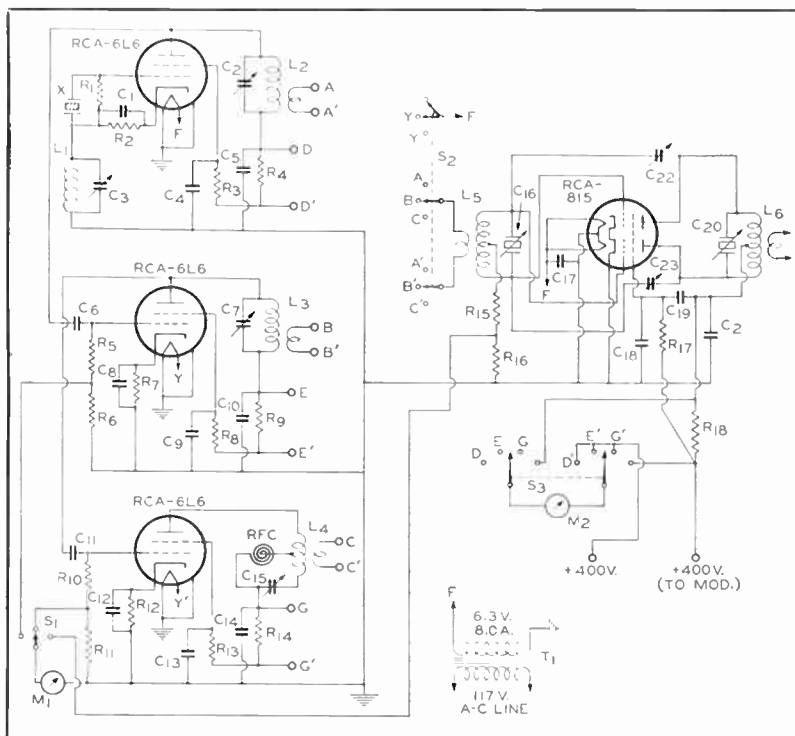 RCA-6L6
X
R1
C1
R2
F
L1
C3
C4
R3
C5
R4
C2
L2
A
A'
D
D'
RCA-6L6
C6
R5
C8
R7
Y
R6
C9
C10
R8
R9
C7
L3
B
B'
E
E'
RCA-6L6
C11
R10
C12
R12
Y'
S1
R11
M1
C13
C14
R13
R14
RFC
C15
L4
C
C'
G
G'
Y F
Y
S2
A
B
C
A'
B'
C'
L5
C16
R15
R16
RCA-
815
C17
F
C22
C23
C20
L6
C18
C19
R17
C2
R18
D E G
S3
D' E' G'
M2
+400V.
+400V.
(TO MOD.)
F
6.3 V.
8.0 A.
T1
117 V.
A-C LINE